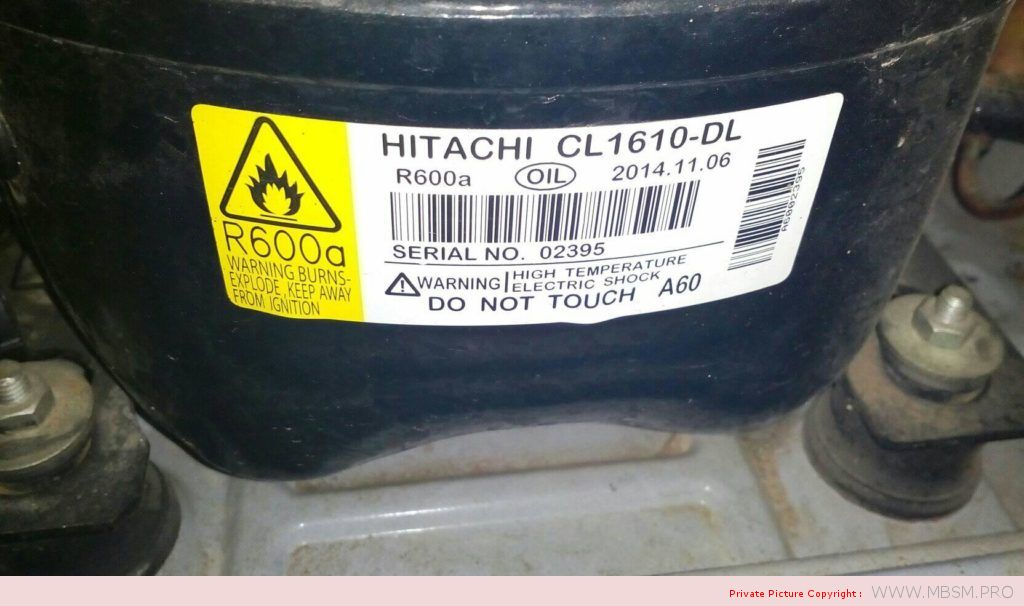 HITACHI CL1610-DL
R600a OIL 2014.11.06
SERIAL NO. 02395
WARNING HIGH TEMPERATURE
ELECTRIC SHOCK
DO NOT TOUCH A60
R600a
WARNING BURNS-
EXPLODE, KEEP AWAY
FROM IGNITION
A6002395
Private Picture Copyright : WWW.MBSM.PRO